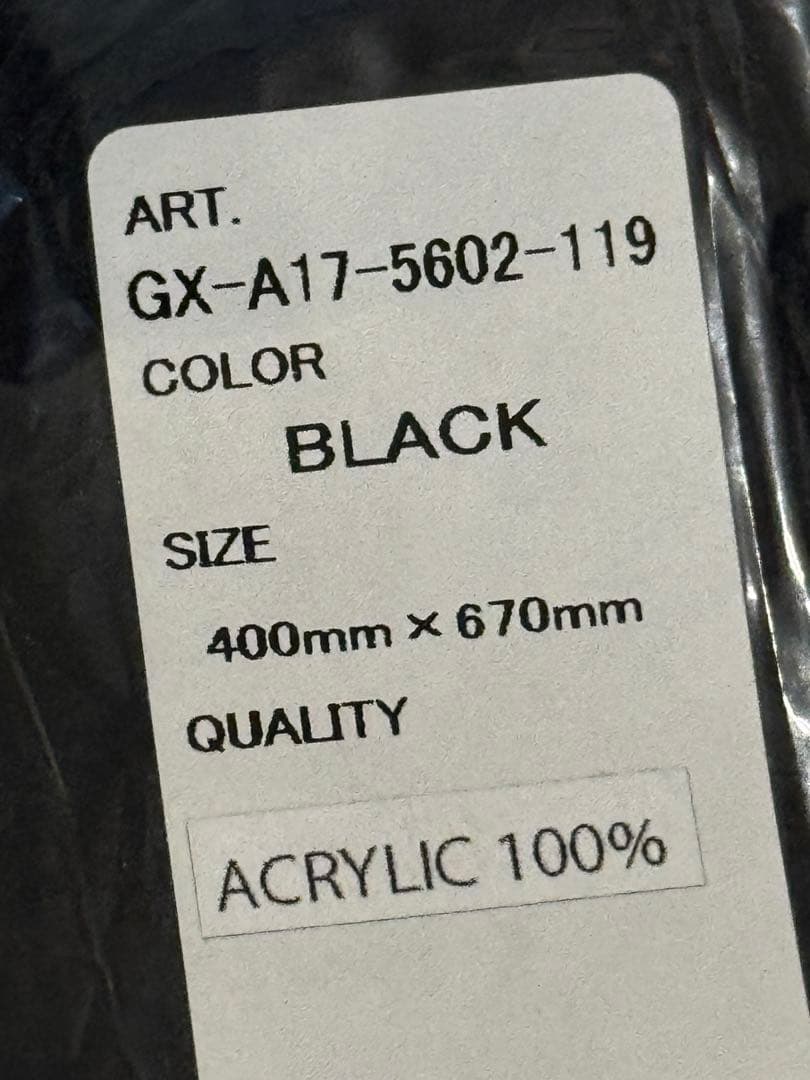 ART.
GX-A17-5602-119
COLOR
BLACK
SIZE
400mm × 670mm
QUALITY
ACRYLIC 100%